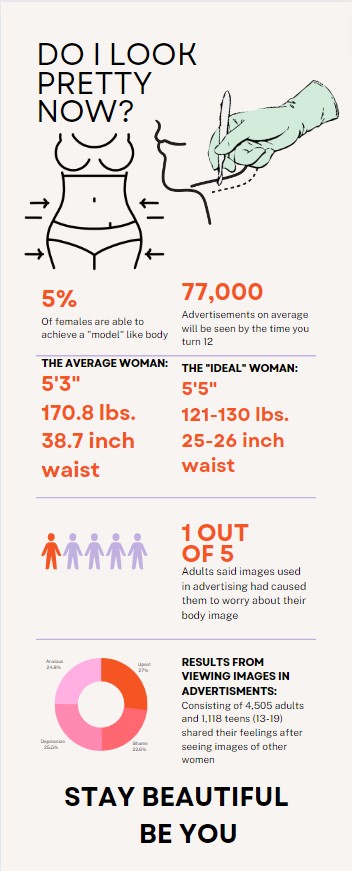 DO I LOOK
PRETTY
NOW?
5%
Of females are able to
achieve a "model" like body
77,000
Advertisements on average
will be seen by the time you
turn 12
THE AVERAGE WOMAN:
5'3"
170.8 lbs.
38.7 inch
waist
THE "IDEAL" WOMAN:
5'5"
121-130 lbs.
25-26 inch
waist
1 OUT
OF 5
Adults said images used
in advertising had caused
them to worry about their
body image
Anxious
24.8%
Upset
27%
Depression
25.5%
Shame
22.6%
RESULTS FROM
VIEWING IMAGES IN
ADVERTISMENTS:
Consisting of 4,505 adults
and 1,118 teens (13-19)
shared their feelings after
seeing images of other
women
STAY BEAUTIFUL
BE YOU